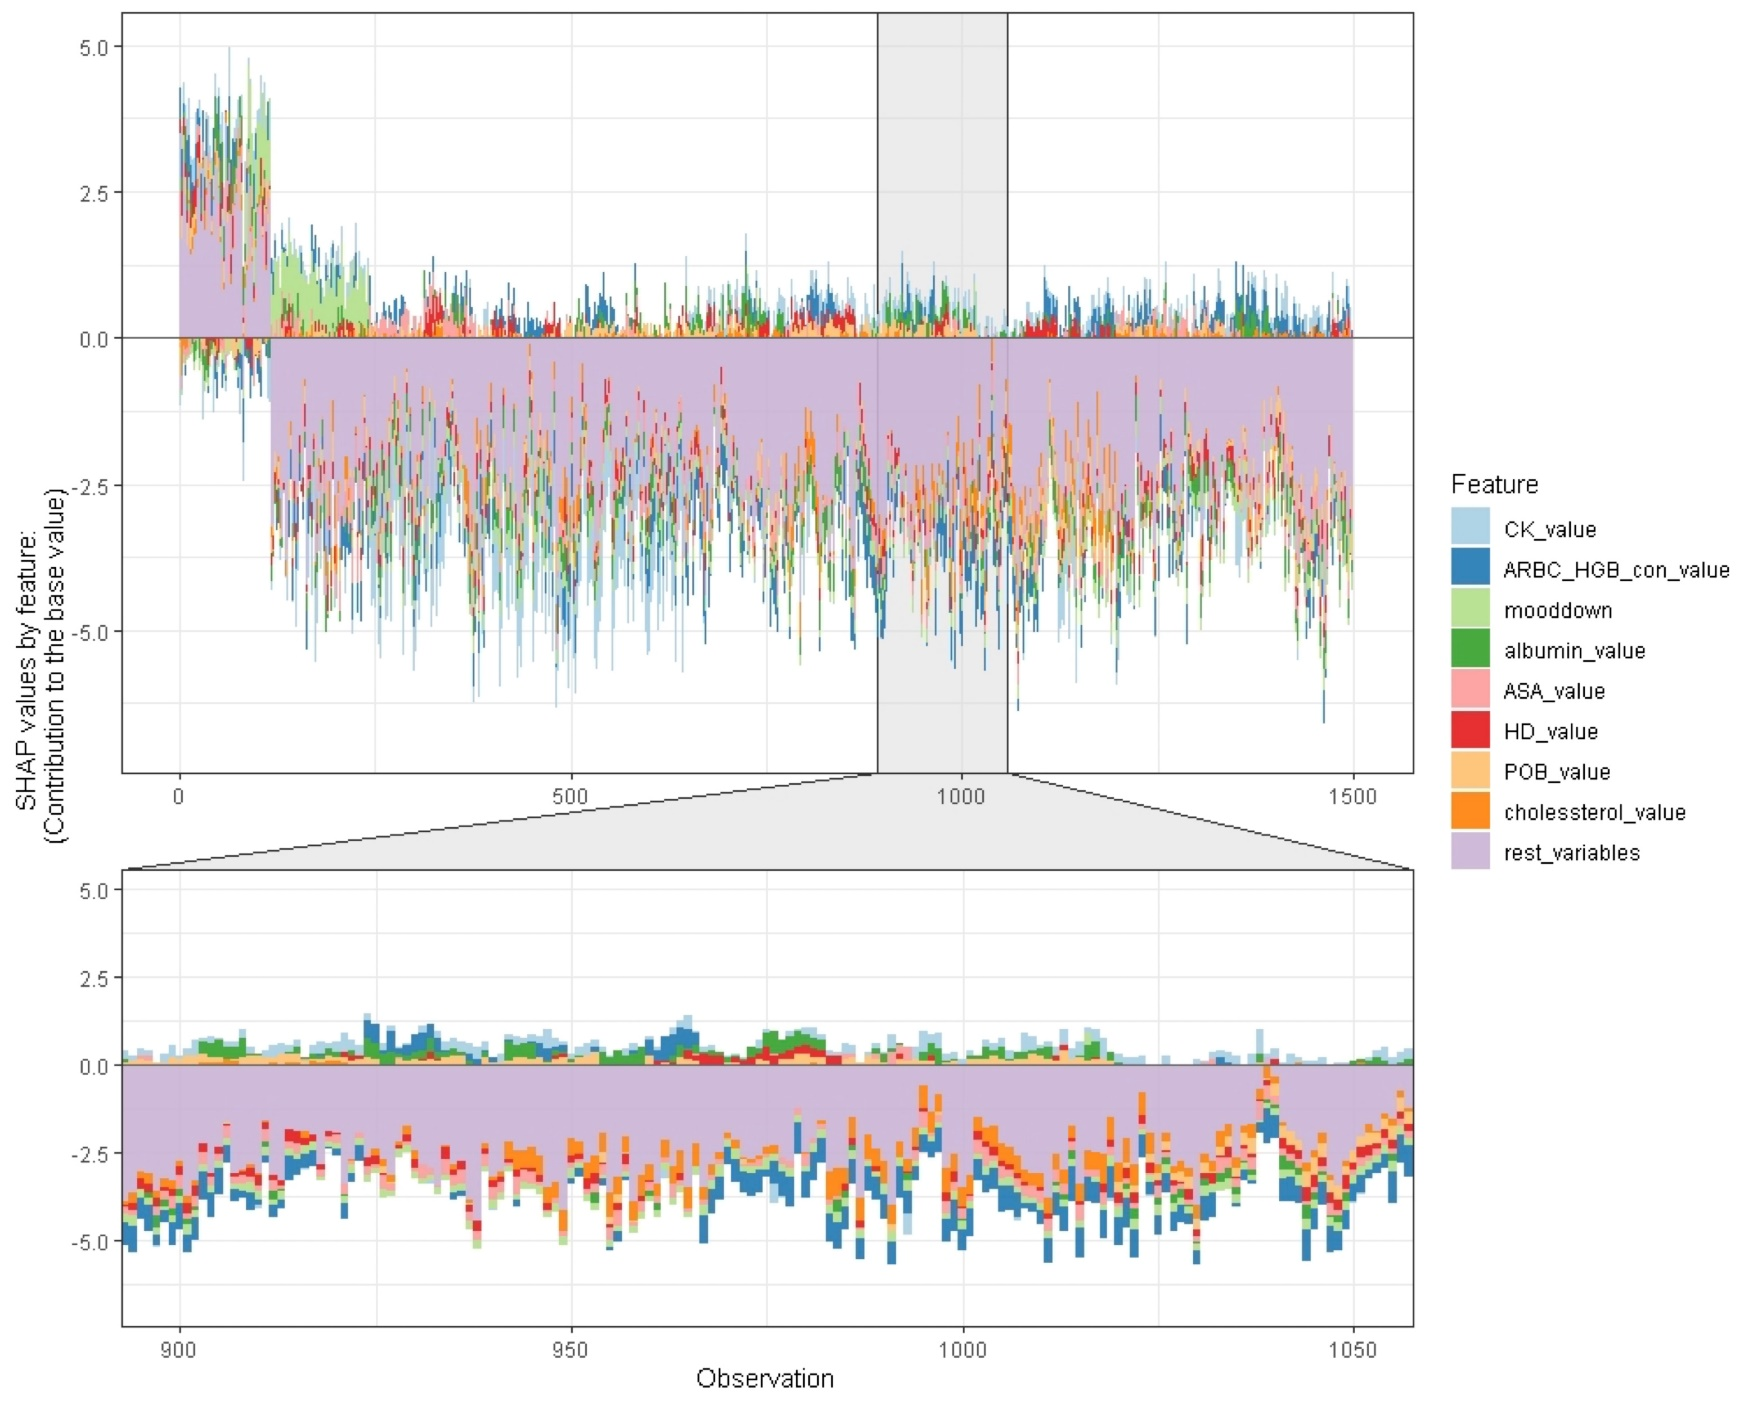 5.0
2.5
0.0
-2.5
-5.0
0
500
1000
1500
SHAP values by feature:
(Contribution to the base value)
5.0
2.5
0.0
-2.5
-5.0
900
950
1000
1050
Observation
Feature
CK_value
ARBC_HGB_con_value
mooddown
albumin_value
ASA_value
HD_value
POB_value
cholessterol_value
rest_variables